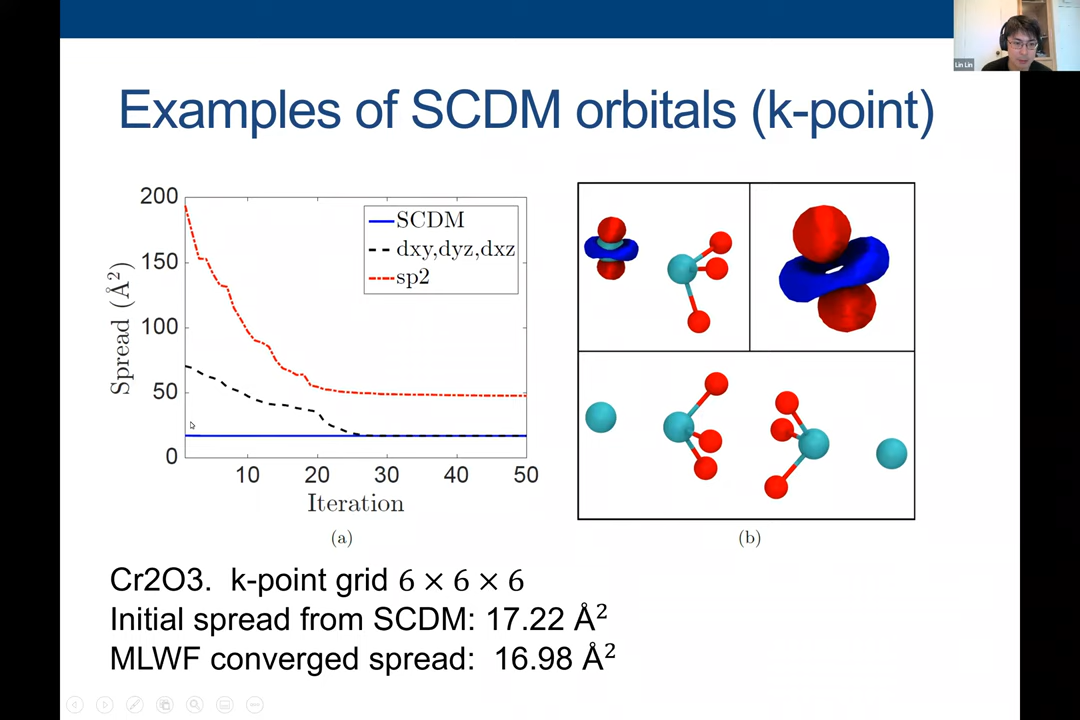 Lin Lin
Examples of SCDM orbitals (k-point)
200
150
100
50
0
Spread (Å²)
SCDM
dxy,dyz,dxz
sp2
10 20 30 40 50
Iteration
(a)
(b)
Cr2O3. k-point grid 6 × 6 × 6
Initial spread from SCDM: 17.22 Å²
MLWF converged spread: 16.98 Å²